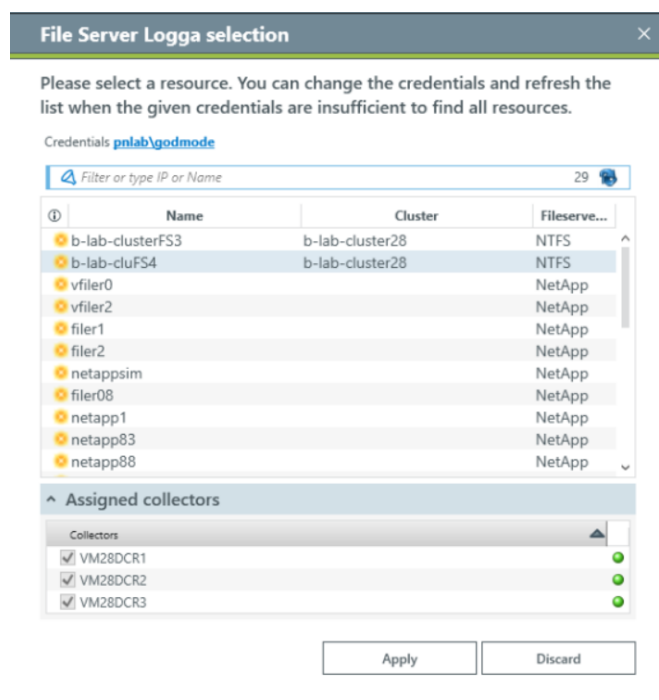 File Server Logga selection
Please select a resource. You can change the credentials and refresh the
list when the given credentials are insufficient to find all resources.
Credentials pnlab\godmode
Filter or type IP or Name 29
Name Cluster Fileserve...
b-lab-clusterFS3 b-lab-cluster28 NTFS
b-lab-cluFS4 b-lab-cluster28 NTFS
vfiler0 NetApp
vfiler2 NetApp
filer1 NetApp
filer2 NetApp
netappsim NetApp
filer08 NetApp
netapp1 NetApp
netapp83 NetApp
netapp88 NetApp
Assigned collectors
Collectors
VM28DCR1
VM28DCR2
VM28DCR3
Apply Discard